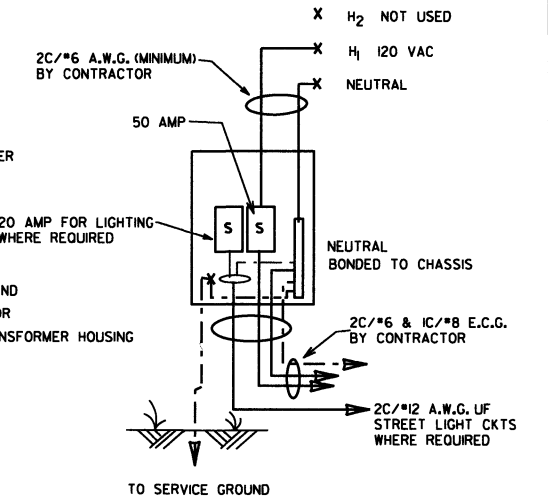 H2 NOT USED
H1 120 VAC
2C/#6 A.W.G. (MINIMUM)
BY CONTRACTOR
NEUTRAL
50 AMP
ER
S S
20 AMP FOR LIGHTING
WHERE REQUIRED
NEUTRAL
BONDED TO CHASSIS
ND
OR
NSFORMER HOUSING
2C/#6 & 1C/#8 E.C.G.
BY CONTRACTOR
2C/#12 A.W.G. UF
STREET LIGHT CKTS
WHERE REQUIRED
TO SERVICE GROUND